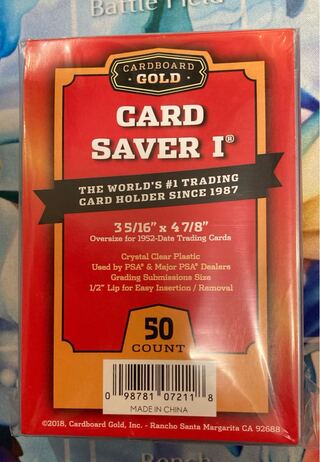 Battle Field
CARDBOARD
GOLD
CARD
SAVER I®
THE WORLD'S #1 TRADING
CARD HOLDER SINCE 1987
3 5/16" x 4 7/8"
Oversize for 1952-Date Trading Cards
Crystal Clear Plastic
Used by PSA® & Major PSA® Dealers
Grading Submissions Size
1/2" Lip for Easy Insertion / Removal
50
COUNT
0 98781 07211 8
MADE IN CHINA
©2018, Cardboard Gold, Inc. - Rancho Santa Margarita CA 92688
Bench